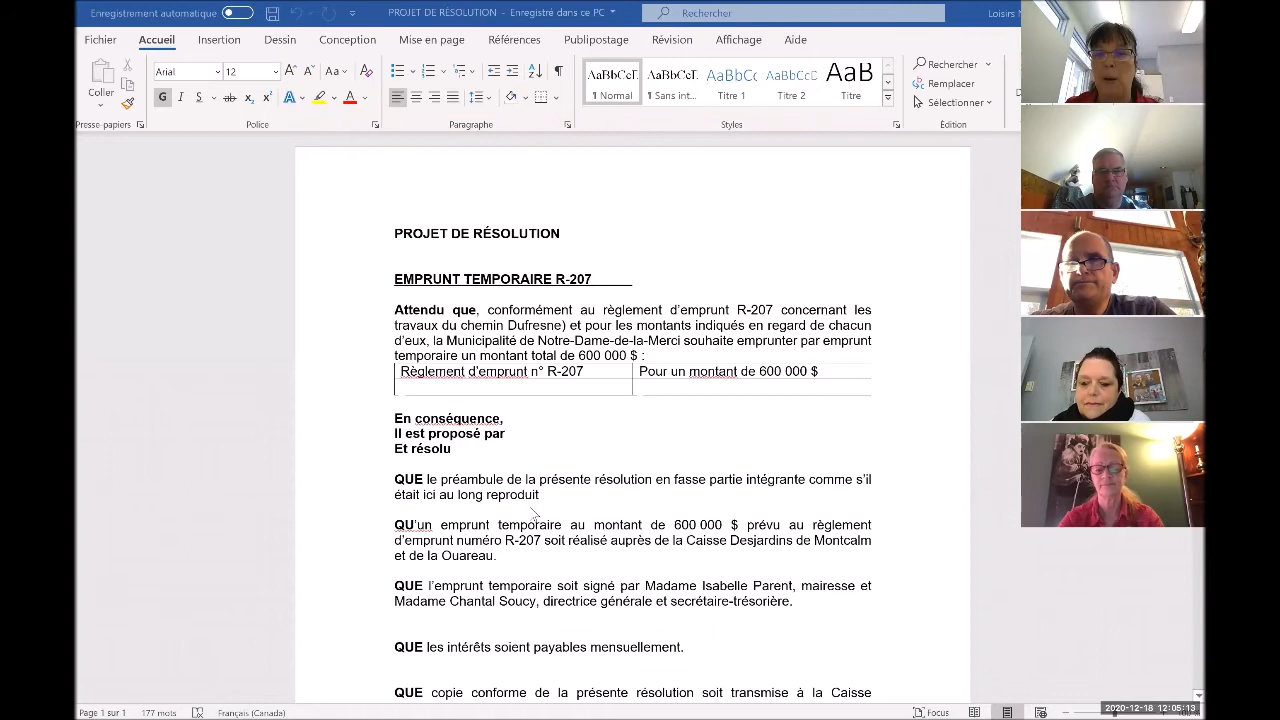 Enregistrement automatique
PROJET DE RÉSOLUTION - Enregistré dans ce PC
Rechercher
Loisirs
Fichier Accueil Insertion Dessin Conception Mise en page Références Publipostage Révision Affichage Aide
Coller
Arial 12
G I S ab x₂ x² A A
AaBbCcI AaBbCcI AaBbCc AaBbCcI AaB
¶ Normal ¶ Sans int... Titre 1 Titre 2 Titre
Rechercher
Remplacer
Sélectionner
Presse-papiers Police Paragraphe Styles Édition
PROJET DE RÉSOLUTION
EMPRUNT TEMPORAIRE R-207
Attendu que, conformément au règlement d'emprunt R-207 concernant les
travaux du chemin Dufresne) et pour les montants indiqués en regard de chacun
d'eux, la Municipalité de Notre-Dame-de-la-Merci souhaite emprunter par emprunt
temporaire un montant total de 600 000 $ :
Règlement d'emprunt n° R-207 Pour un montant de 600 000 $
En conséquence,
Il est proposé par
Et résolu
QUE le préambule de la présente résolution en fasse partie intégrante comme s'il
était ici au long reproduit
QU'un emprunt temporaire au montant de 600 000 $ prévu au règlement
d'emprunt numéro R-207 soit réalisé auprès de la Caisse Desjardins de Montcalm
et de la Ouareau.
QUE l'emprunt temporaire soit signé par Madame Isabelle Parent, mairesse et
Madame Chantal Soucy, directrice générale et secrétaire-trésorière.
QUE les intérêts soient payables mensuellement.
QUE copie conforme de la présente résolution soit transmise à la Caisse
Page 1 sur 1 177 mots Français (Canada) Focus
2020-12-18 12:05:13